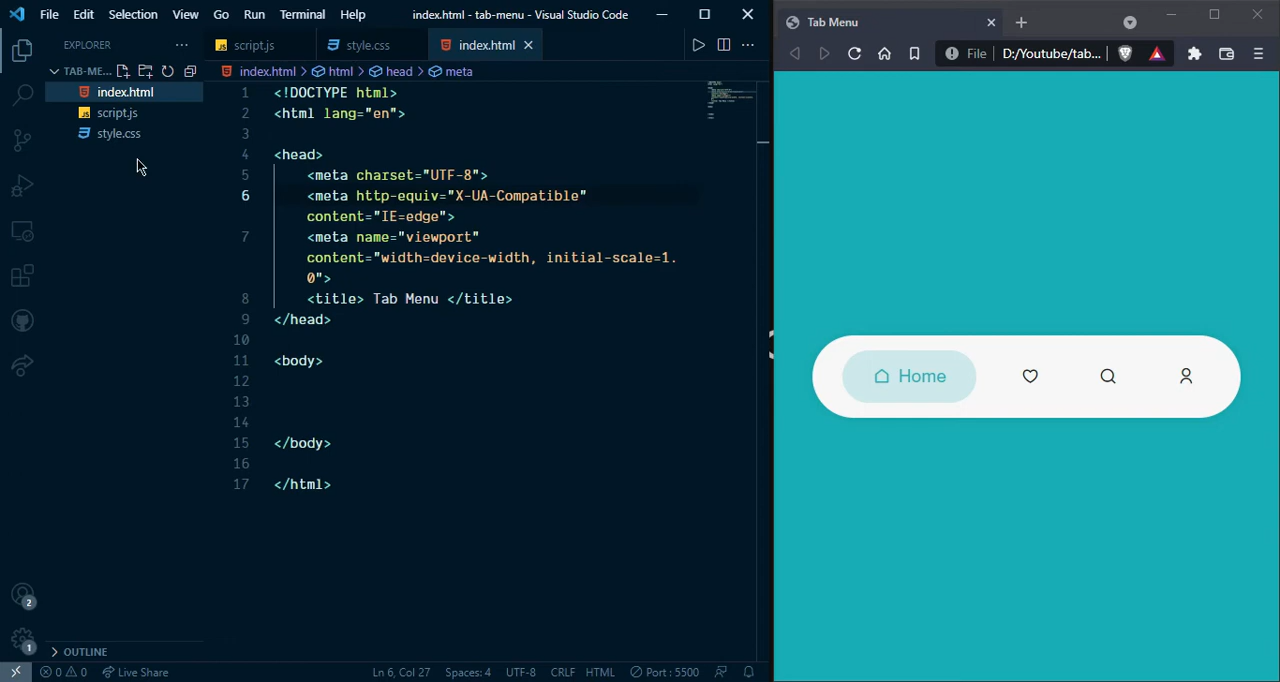 File Edit Selection View Go Run Terminal Help index.html - tab-menu - Visual Studio Code
EXPLORER
TAB-ME...
index.html
script.js
style.css
OUTLINE
script.js style.css index.html
index.html > html > head > meta
1 <!DOCTYPE html>
2 <html lang="en">
3
4 <head>
5 <meta charset="UTF-8">
6 <meta http-equiv="X-UA-Compatible"
content="IE=edge">
7 <meta name="viewport"
content="width=device-width, initial-scale=1.
0">
8 <title> Tab Menu </title>
9 </head>
10
11 <body>
12
13
14
15 </body>
16
17 </html>
2
1
0 0 Live Share Ln 6, Col 27 Spaces: 4 UTF-8 CRLF HTML Port : 5500
Tab Menu
File D:/Youtube/tab...
Home